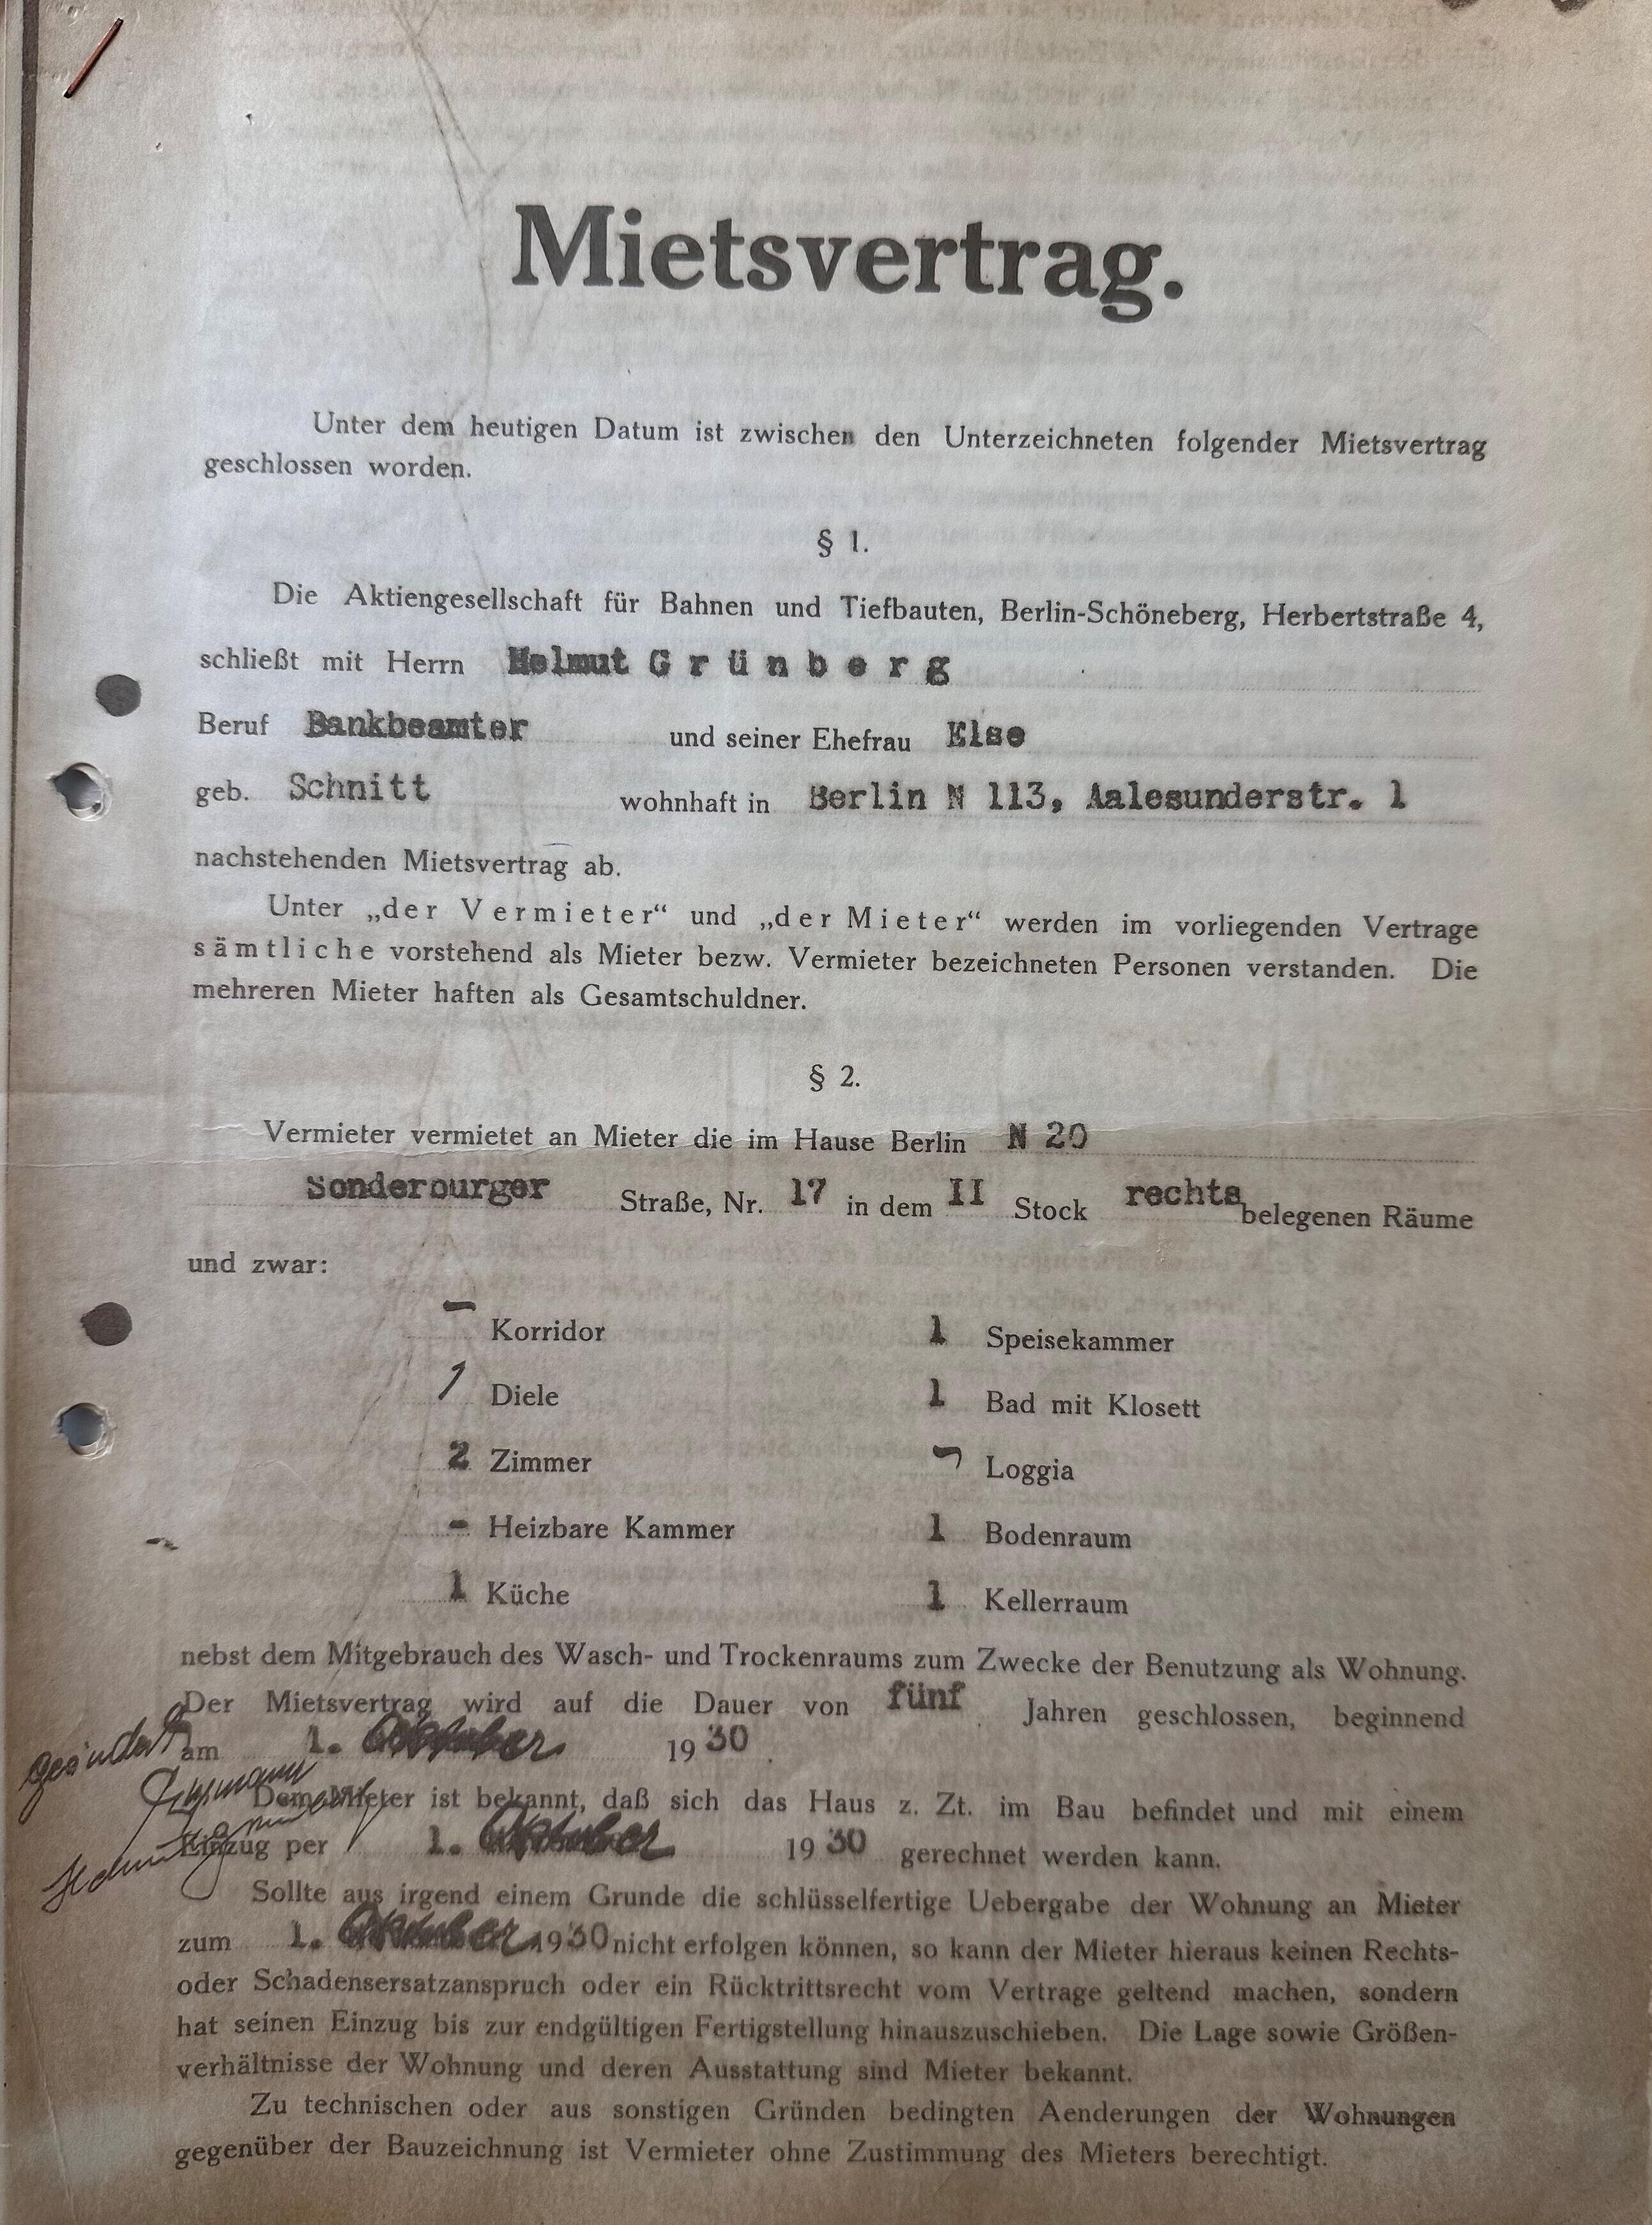 Mietsvertrag.
Unter dem heutigen Datum ist zwischen den Unterzeichneten folgender Mietsvertrag
geschlossen worden.
§ 1.
Die Aktiengesellschaft für Bahnen und Tiefbauten, Berlin-Schöneberg, Herbertstraße 4,
schließt mit Herrn Helmut Grünberg
Beruf Bankbeamter und seiner Ehefrau Else
geb. Schnitt wohnhaft in Berlin N 113, Aalesunderstr. 1
nachstehenden Mietsvertrag ab.
Unter „der Vermieter“ und „der Mieter“ werden im vorliegenden Vertrage
sämtliche vorstehend als Mieter bezw. Vermieter bezeichneten Personen verstanden. Die
mehreren Mieter haften als Gesamtschuldner.
§ 2.
Vermieter vermietet an Mieter die im Hause Berlin N 20
Sonderburger Straße, Nr. 17 in dem II Stock rechts belegenen Räume
und zwar:
- Korridor 1 Speisekammer
1 Diele 1 Bad mit Klosett
2 Zimmer - Loggia
- Heizbare Kammer 1 Bodenraum
1 Küche 1 Kellerraum
nebst dem Mitgebrauch des Wasch- und Trockenraums zum Zwecke der Benutzung als Wohnung.
Der Mietsvertrag wird auf die Dauer von fünf Jahren geschlossen, beginnend
geändert am 1. Oktober 1930.
Dem Mieter ist bekannt, daß sich das Haus z. Zt. im Bau befindet und mit einem
Einzug per 1. Oktober 1930 gerechnet werden kann.
Sollte aus irgend einem Grunde die schlüsselfertige Uebergabe der Wohnung an Mieter
zum 1. Oktober 1930 nicht erfolgen können, so kann der Mieter hieraus keinen Rechts-
oder Schadensersatzanspruch oder ein Rücktrittsrecht vom Vertrage geltend machen, sondern
hat seinen Einzug bis zur endgültigen Fertigstellung hinauszuschieben. Die Lage sowie Größen-
verhältnisse der Wohnung und deren Ausstattung sind Mieter bekannt.
Zu technischen oder aus sonstigen Gründen bedingten Aenderungen der Wohnungen
gegenüber der Bauzeichnung ist Vermieter ohne Zustimmung des Mieters berechtigt.